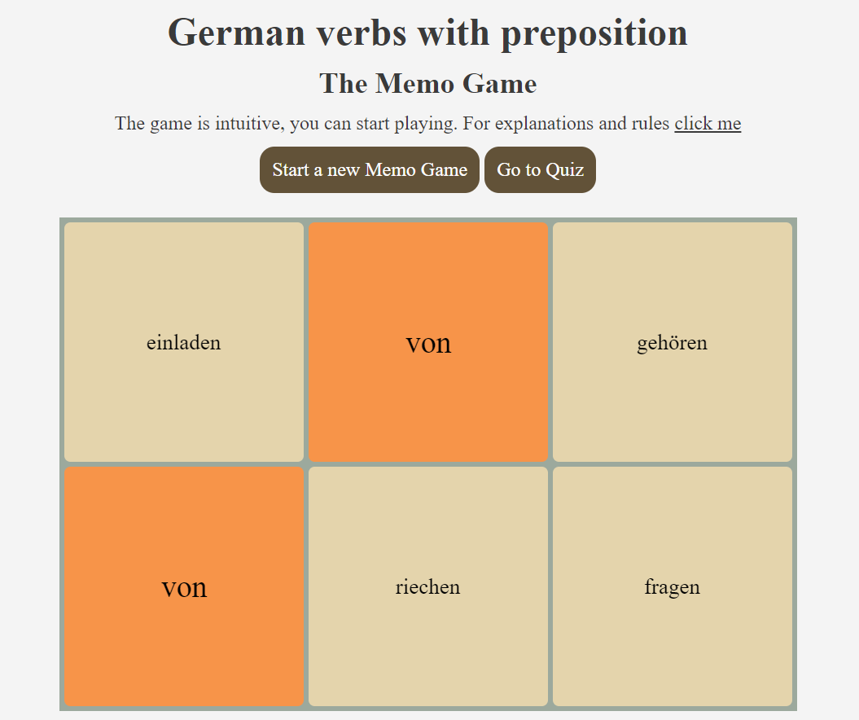 German verbs with preposition
The Memo Game
The game is intuitive, you can start playing. For explanations and rules click me
Start a new Memo Game Go to Quiz
einladen von gehören
von riechen fragen